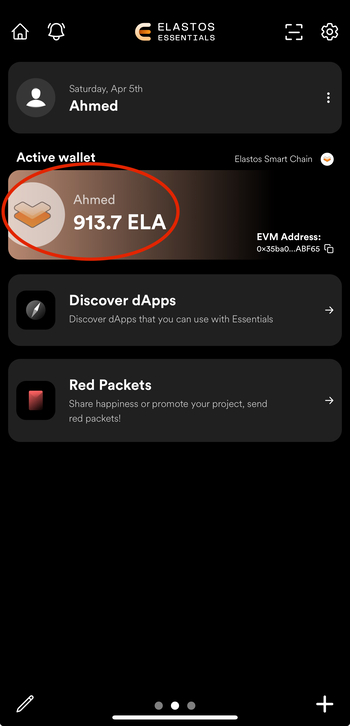 ELASTOS
ESSENTIALS
Saturday, Apr 5th
Ahmed
Active wallet
Elastos Smart Chain
Ahmed
913.7 ELA
EVM Address:
0x35ba0...ABF65
Discover dApps
Discover dApps that you can use with Essentials
Red Packets
Share happiness or promote your project, send
red packets!